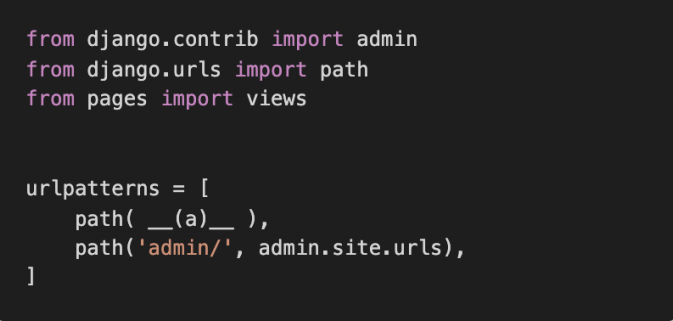 from django.contrib import admin
from django.urls import path
from pages import views
urlpatterns = [
    path( __(a)__ ),
    path('admin/', admin.site.urls),
]